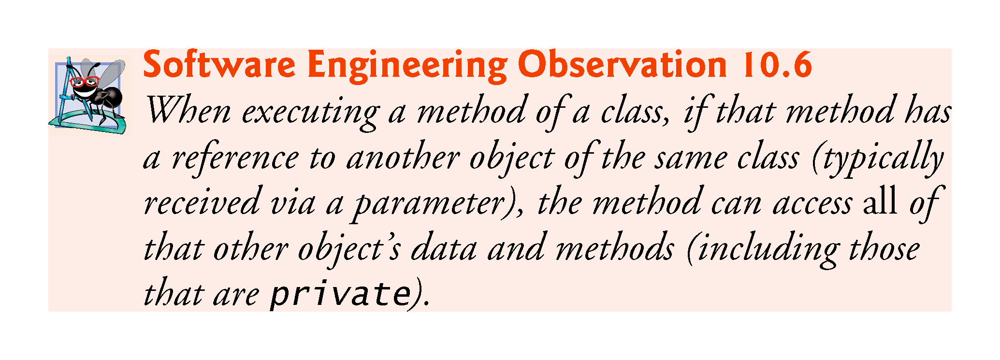 Software Engineering Observation 10.6
When executing a method of a class, if that method has
a reference to another object of the same class (typically
received via a parameter), the method can access all of
that other object’s data and methods (including those
that are private).